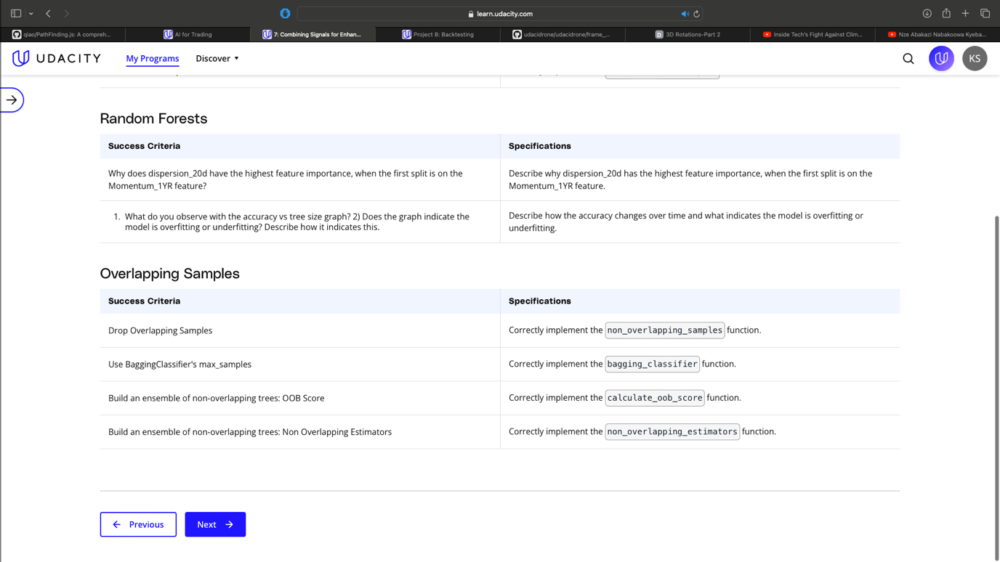 learn.udacity.com
qiao/PathFinding.js: A compreh...
AI for Trading
7: Combining Signals for Enhan...
Project 8: Backtesting
udacidrone/udacidrone/frame_...
D 3D Rotations-Part 2
Inside Tech's Fight Against Clim...
Nze Abakazi Nabakoowa Kyeba...
UDACITY
My Programs
Discover
KS
Random Forests
Success Criteria
Specifications
Why does dispersion_20d have the highest feature importance, when the first split is on the
Momentum_1YR feature?
Describe why dispersion_20d has the highest feature importance, when the first split is on the
Momentum_1YR feature.
1. What do you observe with the accuracy vs tree size graph? 2) Does the graph indicate the
model is overfitting or underfitting? Describe how it indicates this.
Describe how the accuracy changes over time and what indicates the model is overfitting or
underfitting.
Overlapping Samples
Success Criteria
Specifications
Drop Overlapping Samples
Correctly implement the non_overlapping_samples function.
Use BaggingClassifier's max_samples
Correctly implement the bagging_classifier function.
Build an ensemble of non-overlapping trees: OOB Score
Correctly implement the calculate_oob_score function.
Build an ensemble of non-overlapping trees: Non Overlapping Estimators
Correctly implement the non_overlapping_estimators function.
Previous
Next